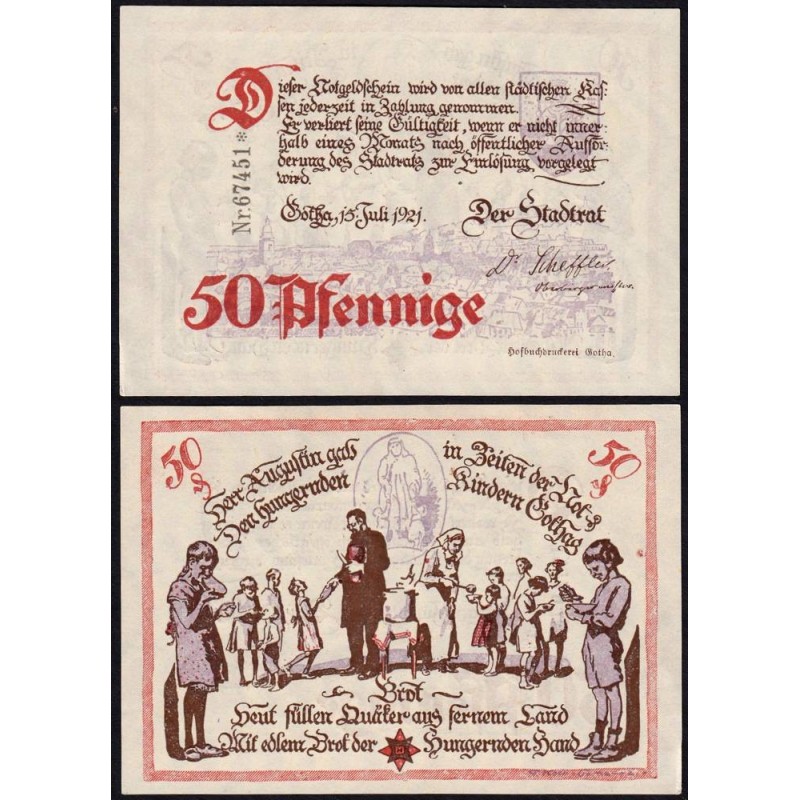 Dieser Notgeldschein wird von allen städtischen Kas-
sen jederzeit in Zahlung genommen.
Er verliert seine Gültigkeit, wenn er nicht inner-
halb eines Monats nach öffentlicher Auffor-
derung des Stadtrats zur Einlösung vorgelegt
wird.
Gotha, 15. Juli 1921. Der Stadtrat
Nr. 67451*
Dr. Scheffler
Oberbürgermeister.
50 Pfennige
Hofbuchdruckerei Gotha
50 ₰
50 ₰
Herr Augustin gab in Zeiten der Not
Den hungernden Kindern Gothas
~ Brot ~
Heut füllen Quäker aus fernem Land
Mit edlem Brot der Hungernden Hand